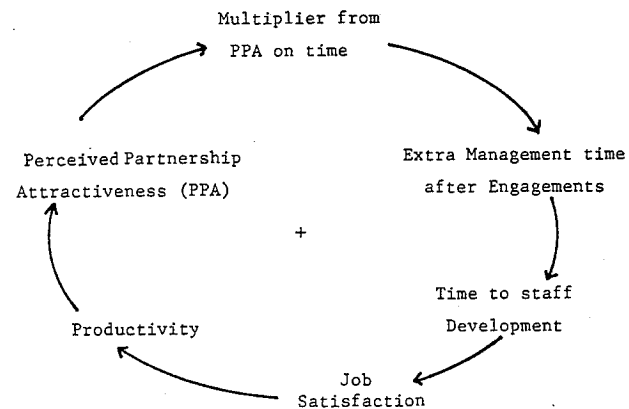 Multiplier from
PPA on time
Extra Management time
after Engagements
Time to staff
Development
Job
Satisfaction
Productivity
Perceived Partnership
Attractiveness (PPA)
+